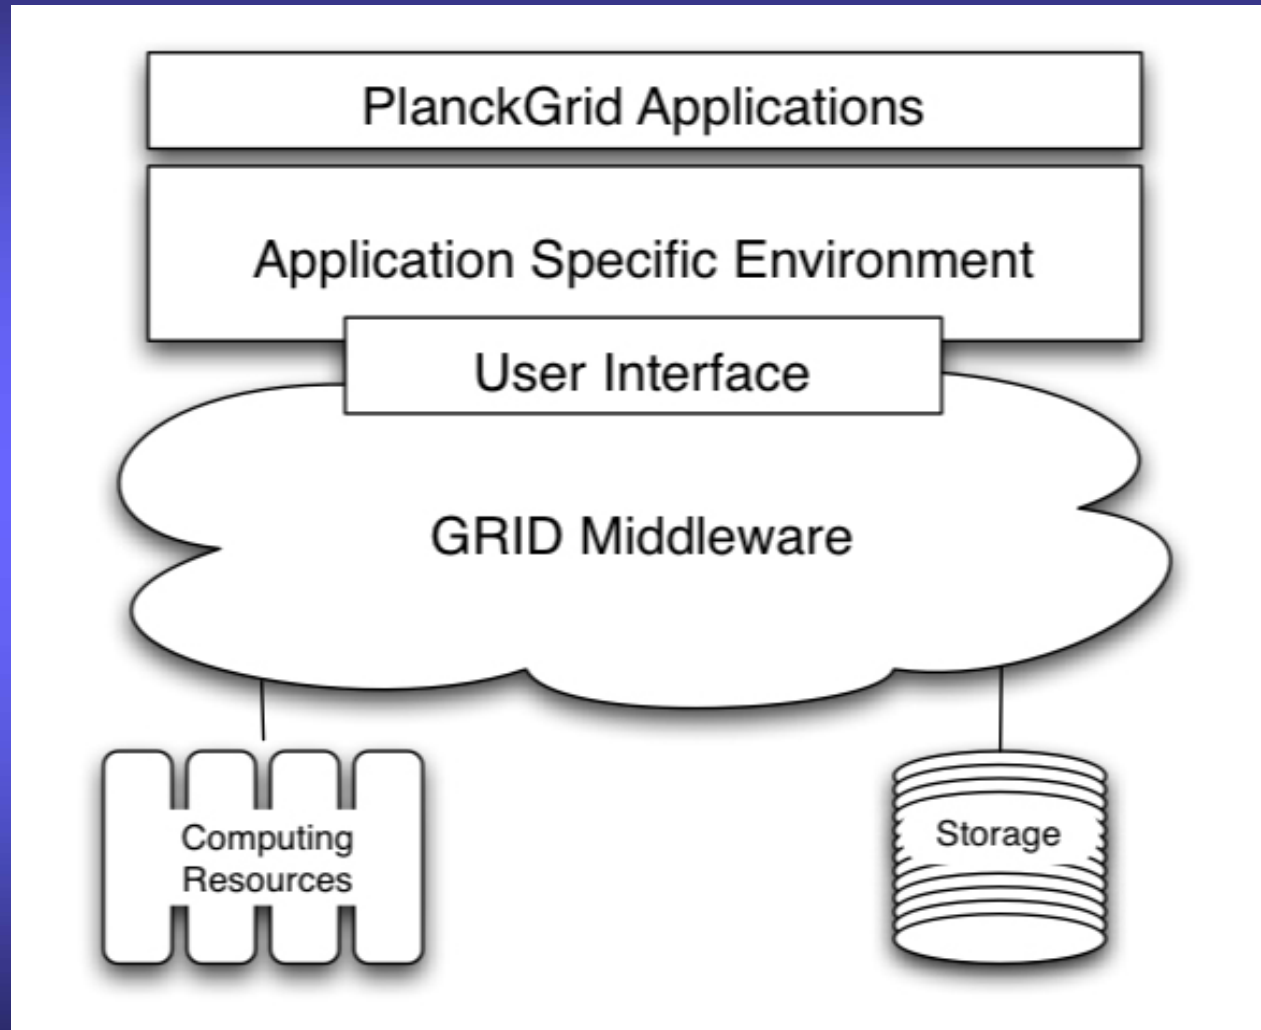 PlanckGrid Applications
Application Specific Environment
User Interface
GRID Middleware
Computing
Resources
Storage